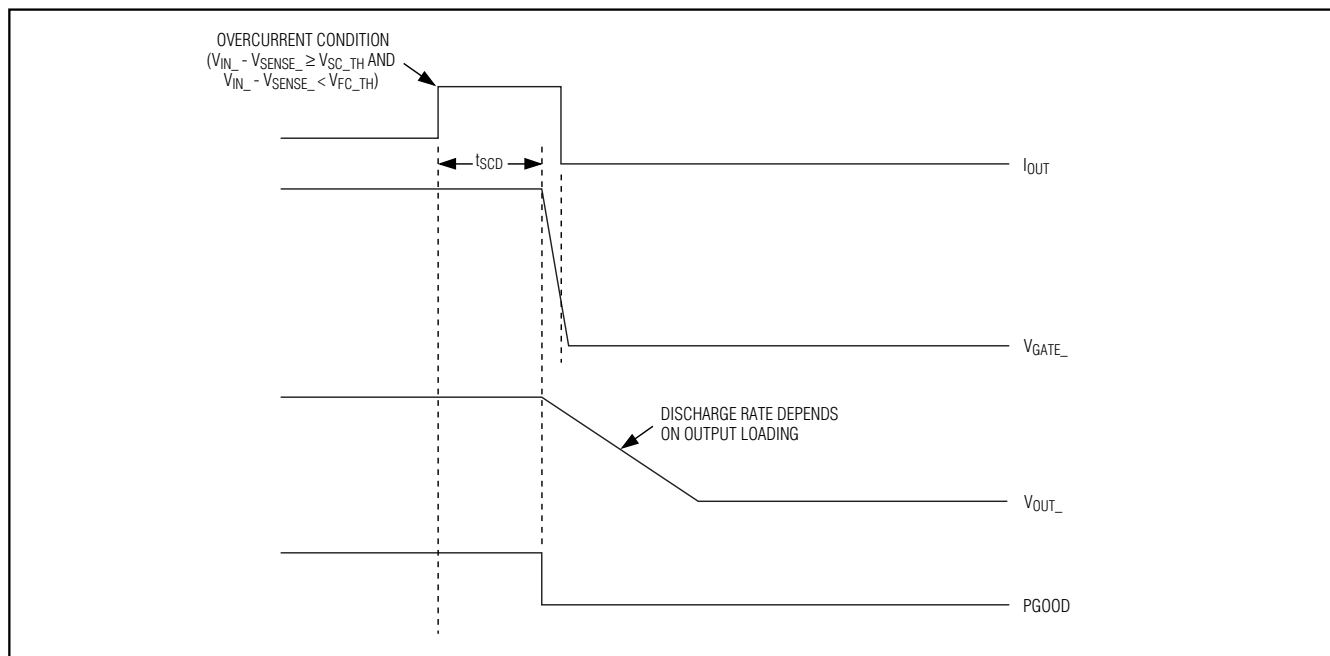 OVERCURRENT CONDITION
(VIN_ - VSENSE_ ≥ VSC_TH AND
VIN_ - VSENSE_ < VFC_TH)
tSCD
IOUT
VGATE_
DISCHARGE RATE DEPENDS
ON OUTPUT LOADING
VOUT_
PGOOD